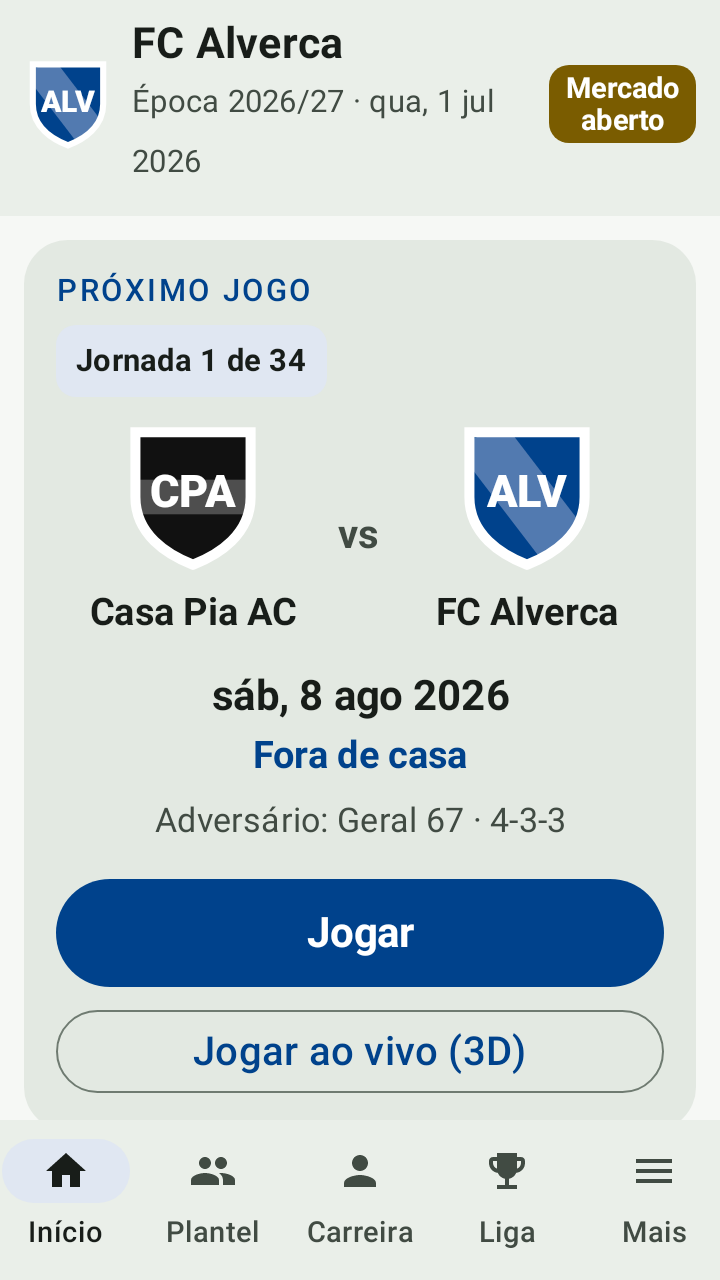 FC Alverca
ALV
Época 2026/27 · qua, 1 jul
2026
Mercado
aberto
PRÓXIMO JOGO
Jornada 1 de 34
CPA
ALV
vs
Casa Pia AC
FC Alverca
sáb, 8 ago 2026
Fora de casa
Adversário: Geral 67 · 4-3-3
Jogar
Jogar ao vivo (3D)
Início
Plantel
Carreira
Liga
Mais